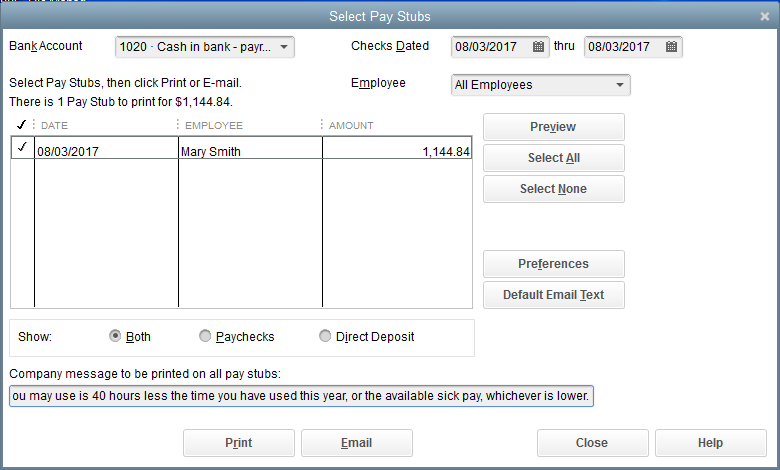 Select Pay Stubs
Bank Account 1020 · Cash in bank - payr... Checks Dated 08/03/2017 thru 08/03/2017
Select Pay Stubs, then click Print or E-mail. Employee All Employees
There is 1 Pay Stub to print for $1,144.84.
✓ DATE EMPLOYEE AMOUNT
✓ 08/03/2017 Mary Smith 1,144.84
Preview
Select All
Select None
Preferences
Default Email Text
Show: Both Paychecks Direct Deposit
Company message to be printed on all pay stubs:
ou may use is 40 hours less the time you have used this year, or the available sick pay, whichever is lower.
Print Email Close Help